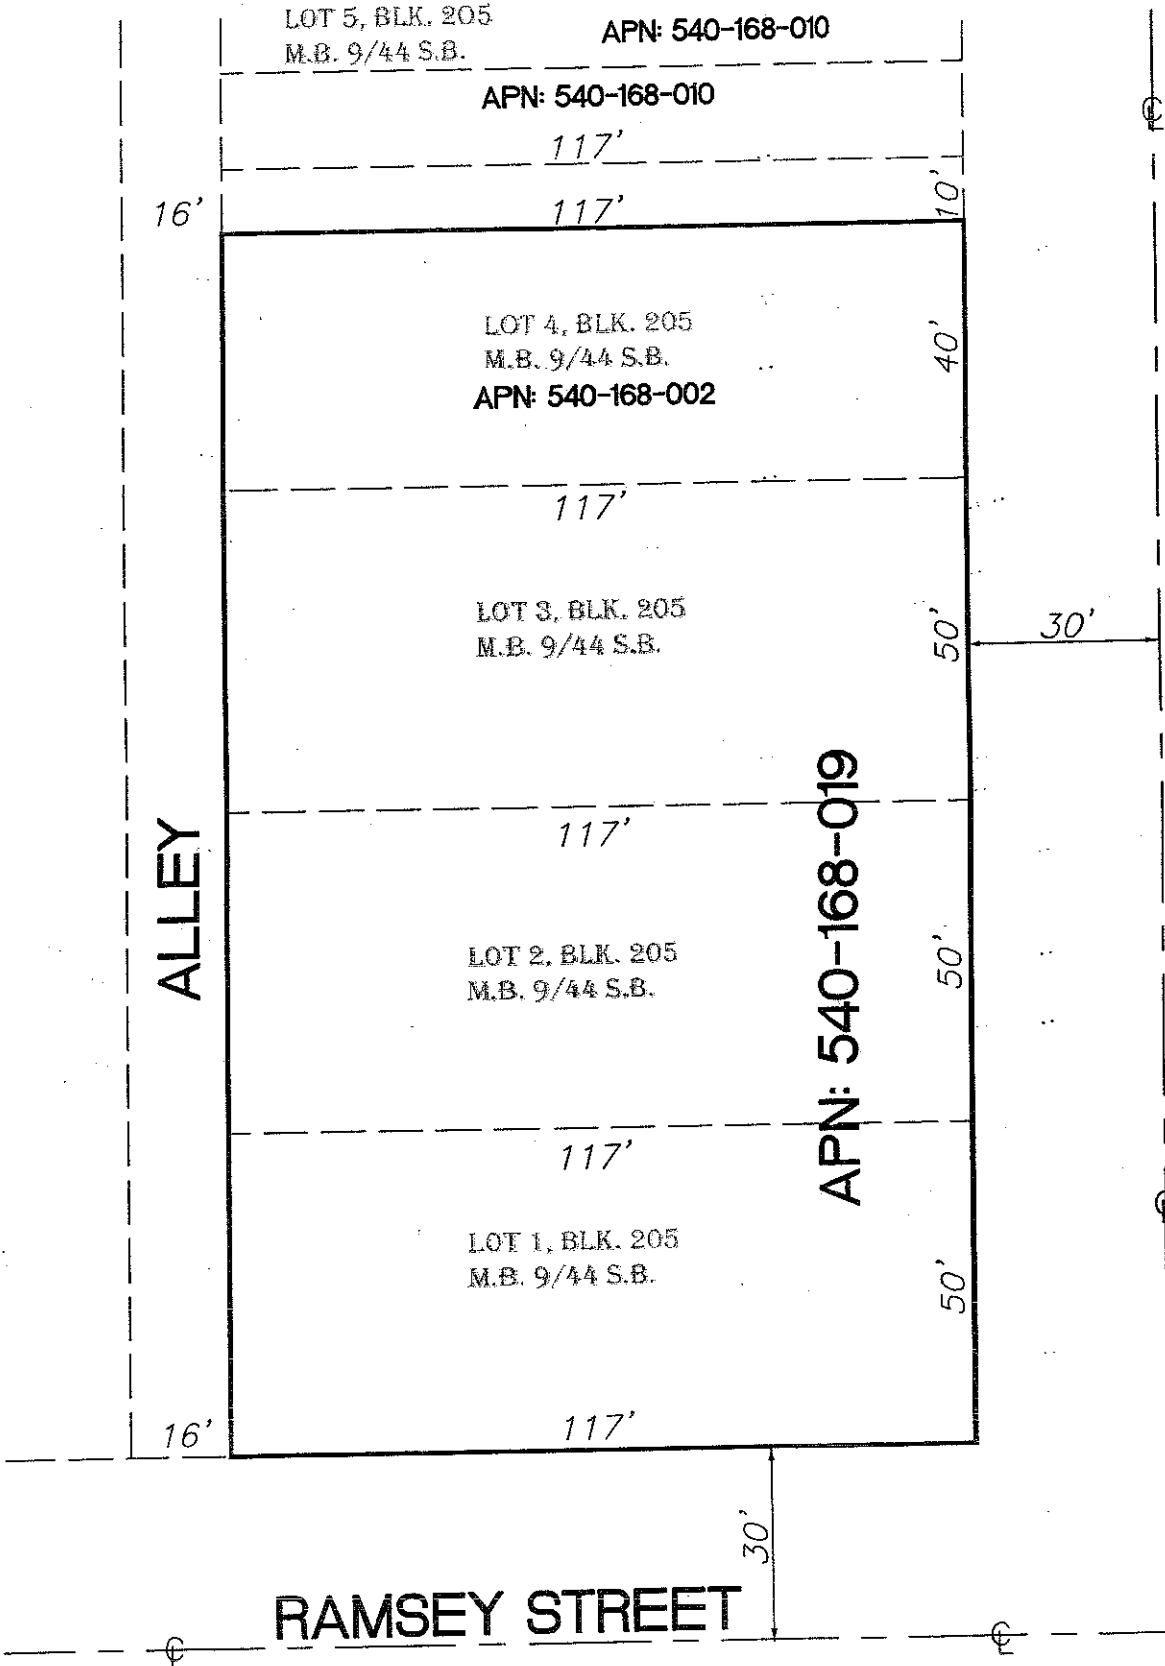 LOT 5, BLK. 205
M.B. 9/44 S.B.
APN: 540-168-010
APN: 540-168-010
117'
16'
117'
10'
LOT 4, BLK. 205
M.B. 9/44 S.B.
APN: 540-168-002
40'
117'
LOT 3, BLK. 205
M.B. 9/44 S.B.
50'
30'
117'
ALLEY
APN: 540-168-019
LOT 2, BLK. 205
M.B. 9/44 S.B.
50'
117'
LOT 1, BLK. 205
M.B. 9/44 S.B.
50'
16'
117'
30'
RAMSEY STREET